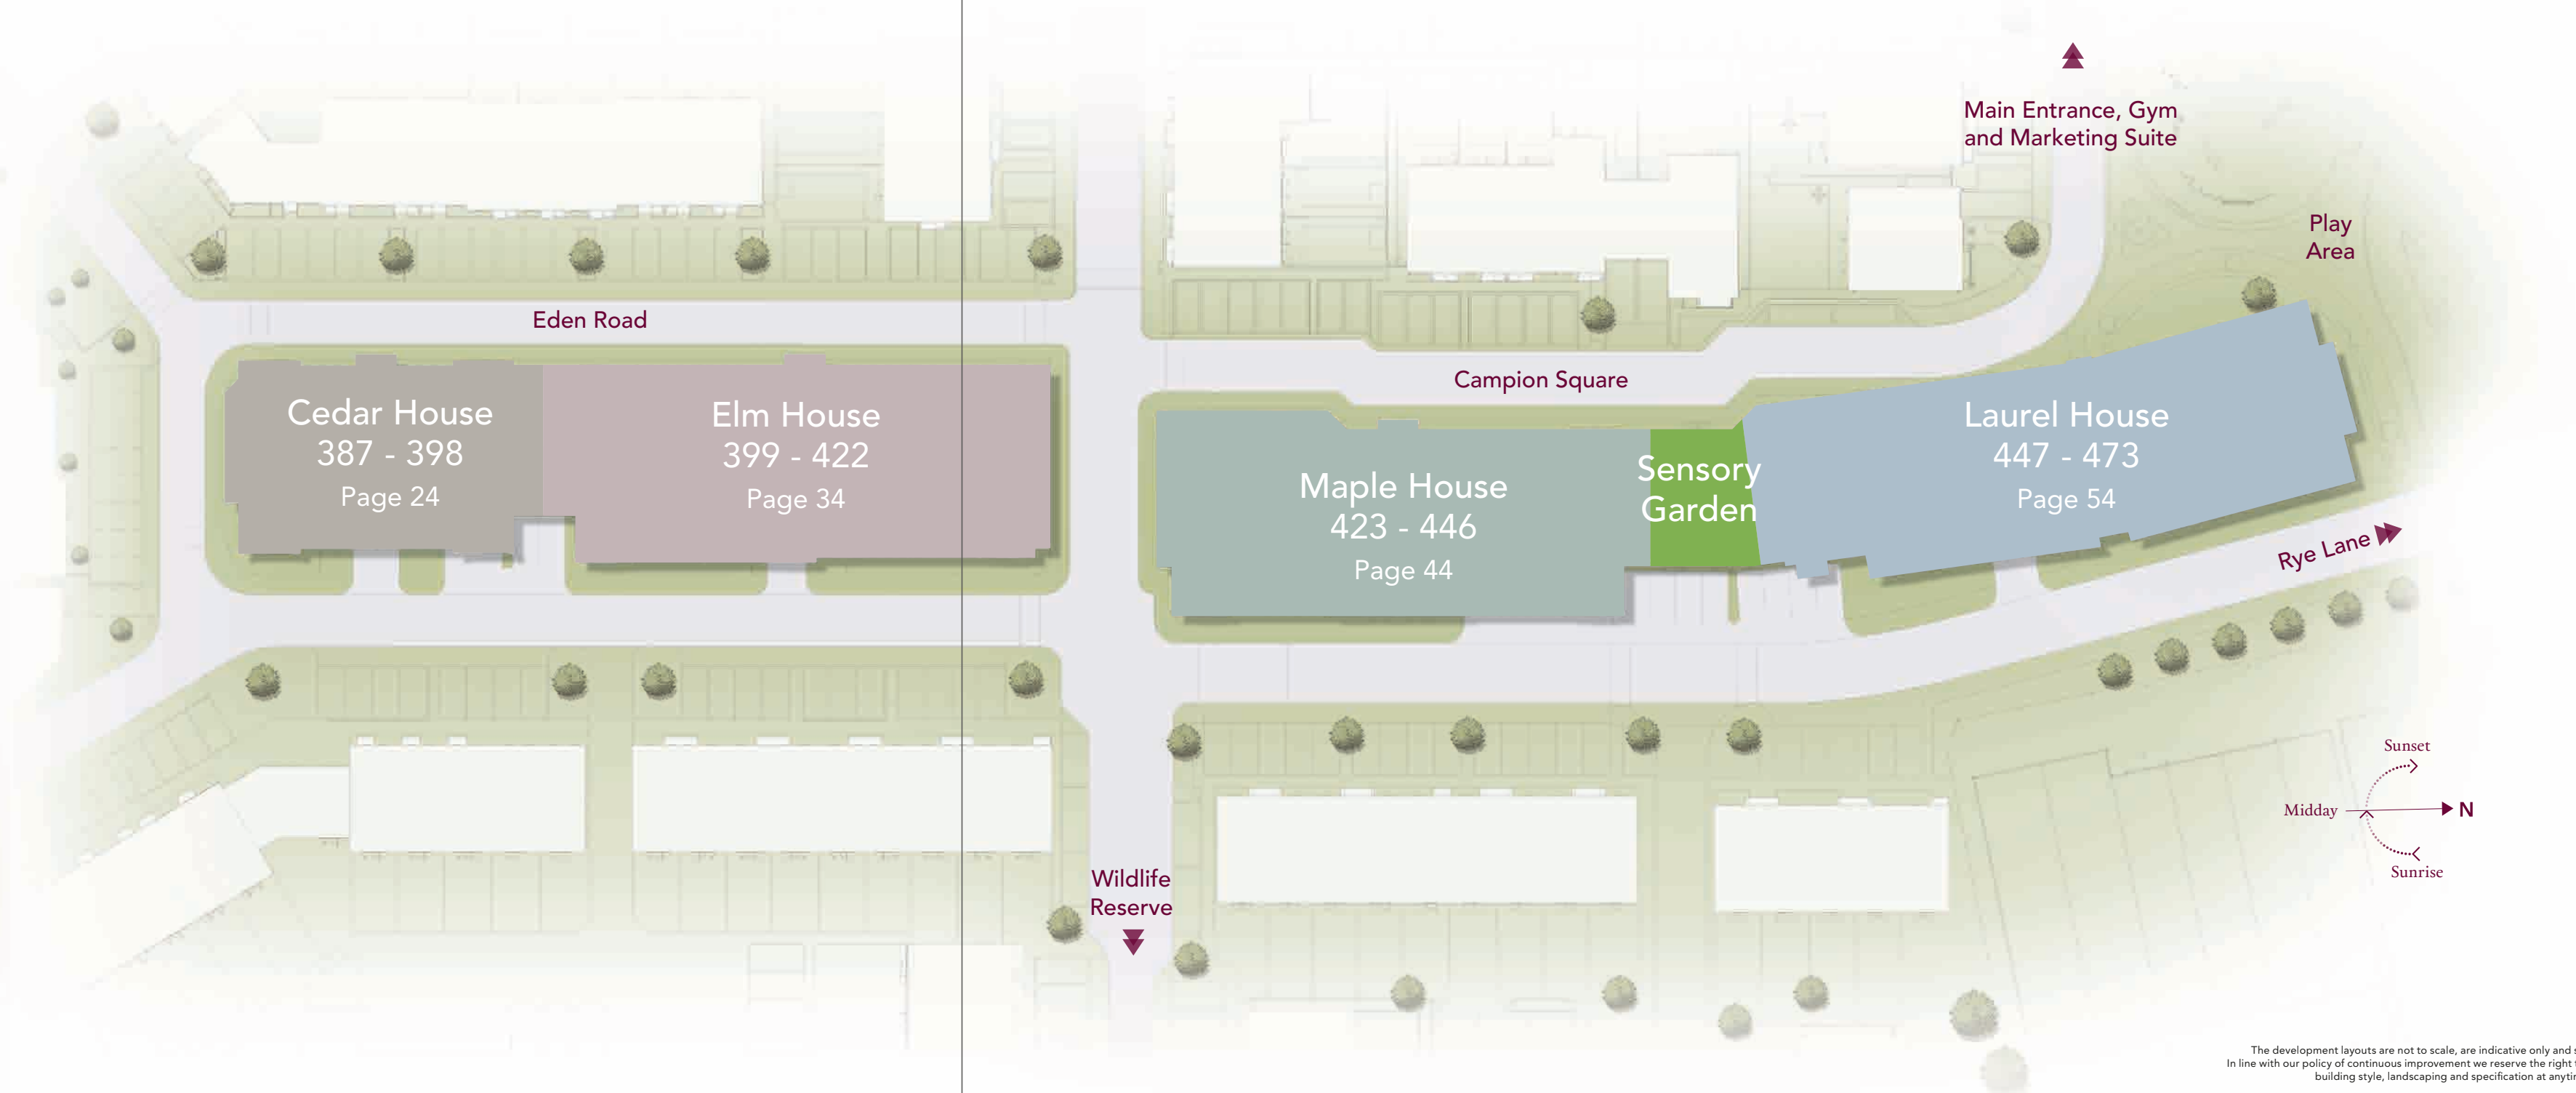 Main Entrance, Gym
and Marketing Suite
Play
Area
Eden Road
Campion Square
Cedar House
387 - 398
Page 24
Elm House
399 - 422
Page 34
Maple House
423 - 446
Page 44
Sensory
Garden
Laurel House
447 - 473
Page 54
Rye Lane
Wildlife
Reserve
Sunset
Midday
N
Sunrise
The development layouts are not to scale, are indicative only and s
In line with our policy of continuous improvement we reserve the right
building style, landscaping and specification at anyti